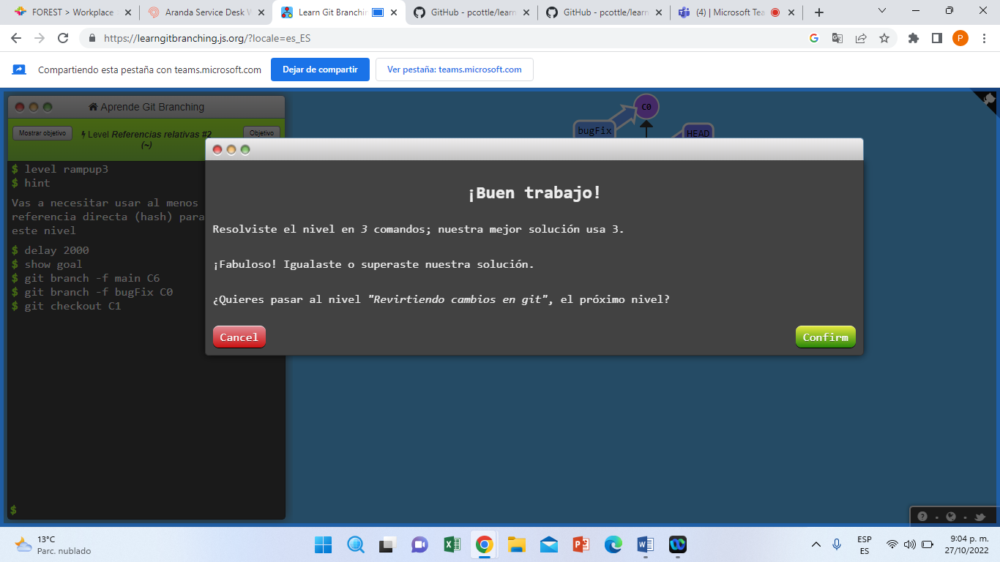 FOREST > Workplace
Aranda Service Desk W
Learn Git Branchin
GitHub - pcottle/learn
GitHub - pcottle/learn
(4) | Microsoft Tea
https://learngitbranching.js.org/?locale=es_ES
P
Compartiendo esta pestaña con teams.microsoft.com
Dejar de compartir
Ver pestaña: teams.microsoft.com
Aprende Git Branching
Mostrar objetivo
Level Referencias relativas #2
(~)
Objetivo
$ level rampup3
$ hint
Vas a necesitar usar al menos
referencia directa (hash) para
este nivel
$ delay 2000
$ show goal
$ git branch -f main C6
$ git branch -f bugFix C0
$ git checkout C1
$
C0
bugFix
HEAD
¡Buen trabajo!
Resolviste el nivel en 3 comandos; nuestra mejor solución usa 3.
¡Fabuloso! Igualaste o superaste nuestra solución.
¿Quieres pasar al nivel "Revirtiendo cambios en git", el próximo nivel?
Cancel
Confirm
13°C
Parc. nublado
ESP
ES
9:04 p. m.
27/10/2022